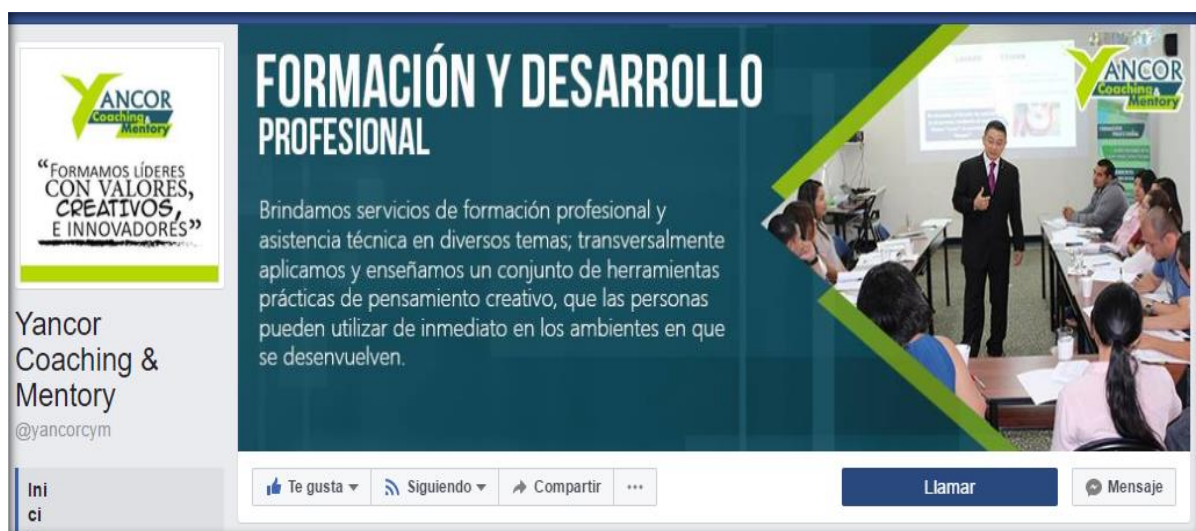 YANCOR
Coaching &
Mentory
“FORMAMOS LÍDERES
CON VALORES,
CREATIVOS,
E INNOVADORES”
Yancor
Coaching &
Mentory
@yancorcym
Ini
ci
FORMACIÓN Y DESARROLLO
PROFESIONAL
Brindamos servicios de formación profesional y
asistencia técnica en diversos temas; transversalmente
aplicamos y enseñamos un conjunto de herramientas
prácticas de pensamiento creativo, que las personas
pueden utilizar de inmediato en los ambientes en que
se desenvuelven.
YANCOR
Coaching &
Mentory
Te gusta
Siguiendo
Compartir
...
Llamar
Mensaje